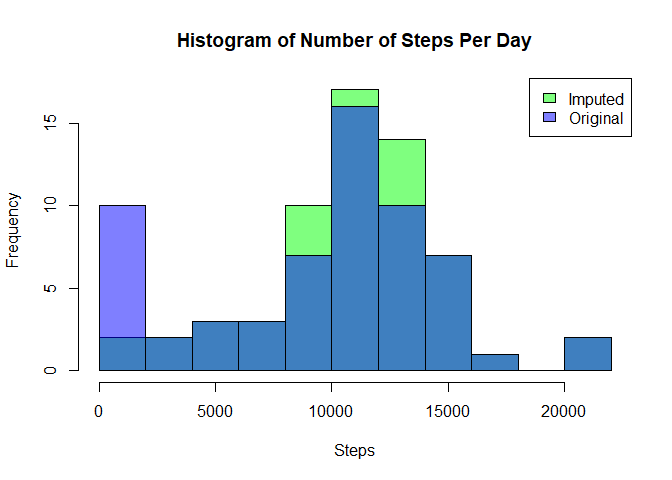 Histogram of Number of Steps Per Day
Imputed
Original
Frequency
15
10
5
0
0 5000 10000 15000 20000
Steps